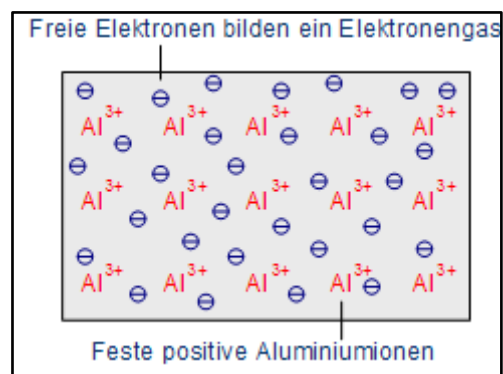 Freie Elektronen bilden ein Elektronengas
Al³⁺ Al³⁺ Al³⁺ Al³⁺ Al³⁺
Al³⁺ Al³⁺ Al³⁺ Al³⁺ Al³⁺
Al³⁺ Al³⁺ Al³⁺ Al³⁺ Al³⁺
Feste positive Aluminiumionen